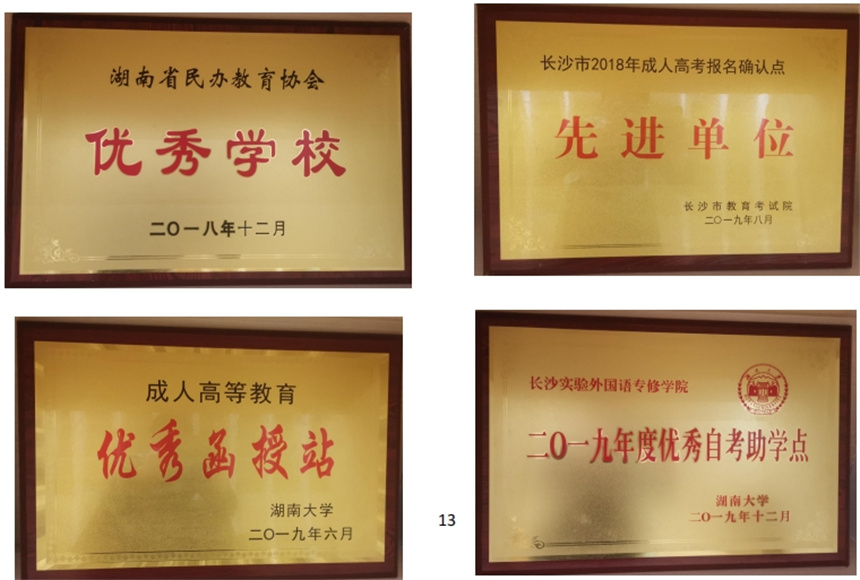 湖南省民办教育协会
优秀学校
二〇一八年十二月
长沙市2018年成人高考报名确认点
先进单位
长沙市教育考试院
二〇一九年八月
成人高等教育
优秀函授站
湖南大学
二〇一九年六月
长沙实验外国语专修学院
二〇一九年度优秀自考助学点
湖南大学
二〇一九年十二月
13